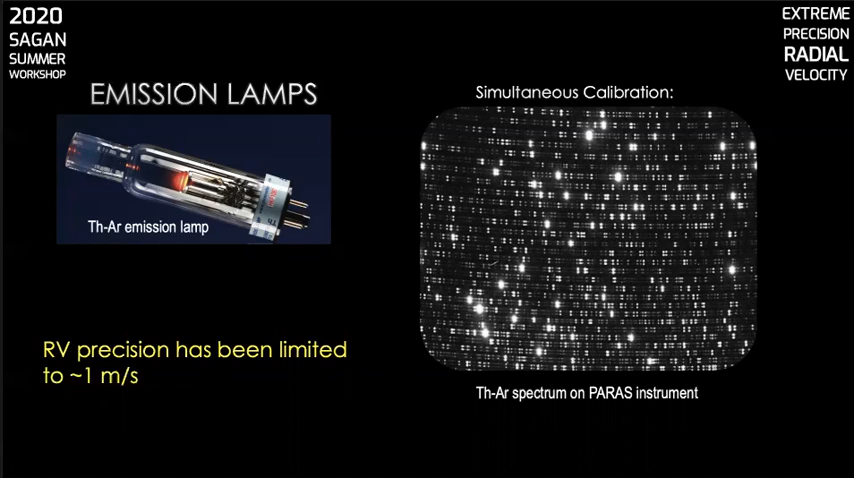 2020
SAGAN
SUMMER
WORKSHOP
EXTREME
PRECISION
RADIAL
VELOCITY
EMISSION LAMPS
Simultaneous Calibration:
Th-Ar emission lamp
RV precision has been limited
to ~1 m/s
Th-Ar spectrum on PARAS instrument